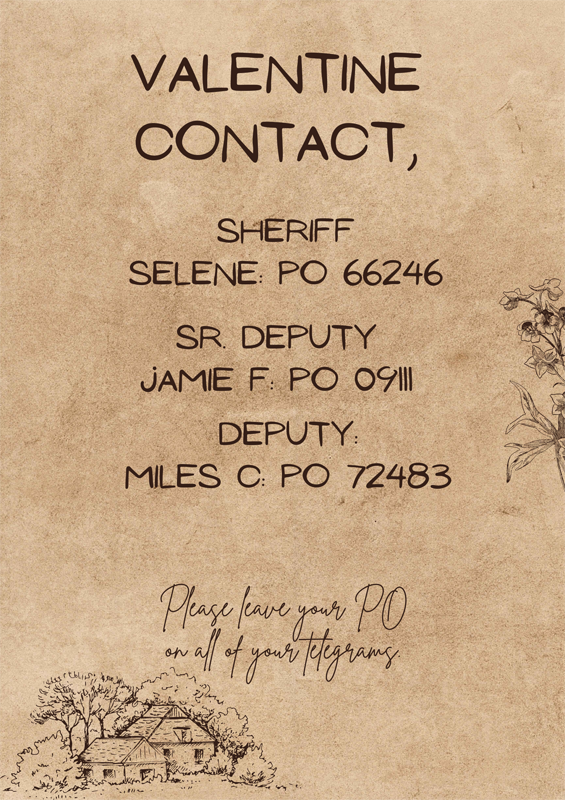 VALENTINE
CONTACT,
SHERIFF
SELENE: PO 66246
SR. DEPUTY
JAMIE F: PO 09111
DEPUTY:
MILES C: PO 72483
Please leave your PO
on all of your telegrams.